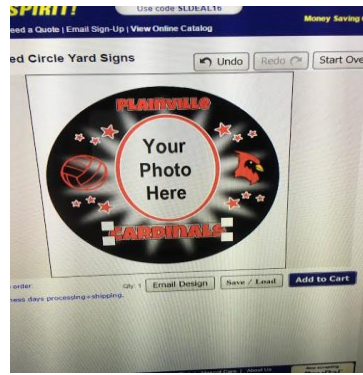 SPIRIT!
Use code SLDEAL16
Money Saving
eed a Quote | Email Sign-Up | View Online Catalog
ed Circle Yard Signs
Undo
Redo
Start Ove
PLAINVILLE
Your
Photo
Here
CARDINALS
order
Qty: 1
Email Design
Save / Load
Add to Cart
ness days processing+shipping.
About Us